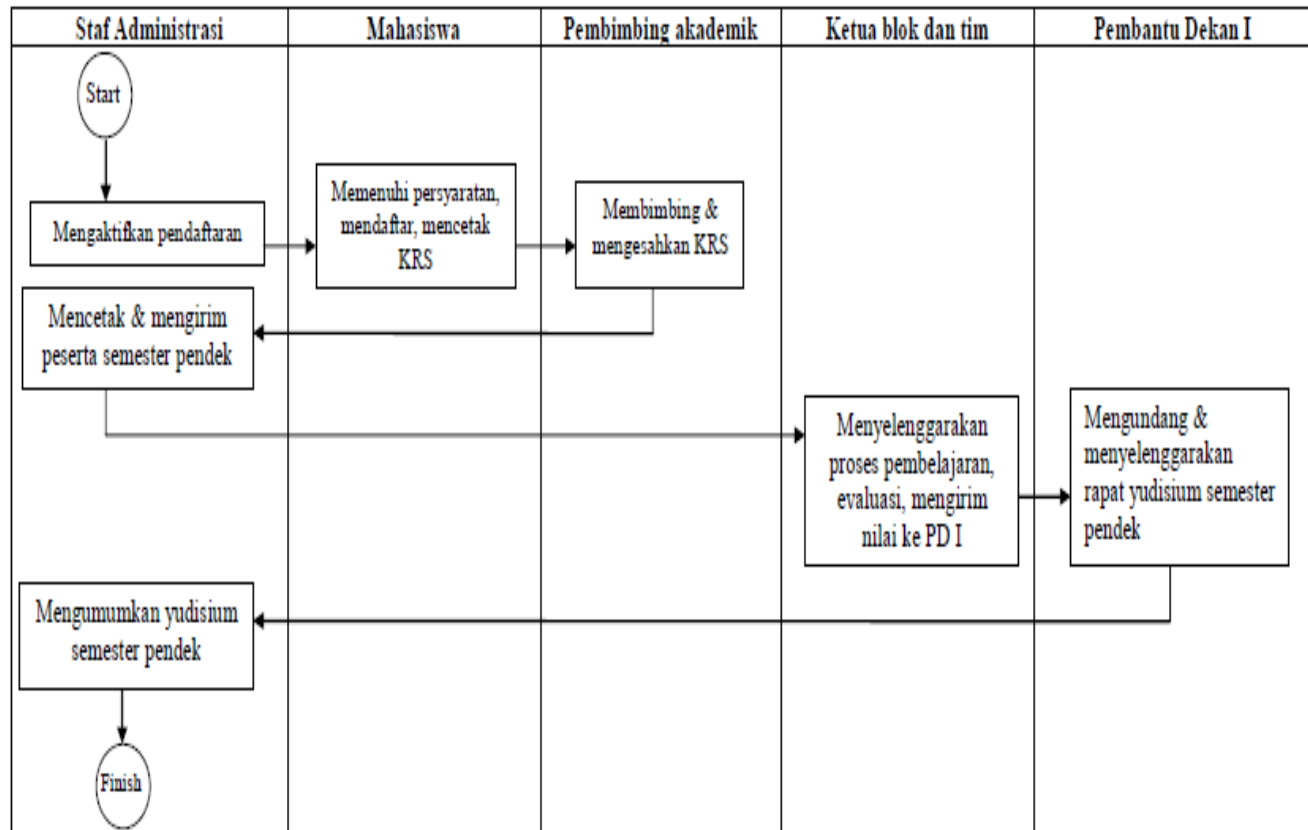 Staf Administrasi
Mahasiswa
Pembimbing akademik
Ketua blok dan tim
Pembantu Dekan I
Start
Mengaktifkan pendaftaran
Memenuhi persyaratan,
mendaftar, mencetak
KRS
Membimbing &
mengesahkan KRS
Mencetak & mengirim
peserta semester pendek
Menyelenggarakan
proses pembelajaran,
evaluasi, mengirim
nilai ke PD I
Mengundang &
menyelenggarakan
rapat yudisium semester
pendek
Mengumumkan yudisium
semester pendek
Finish